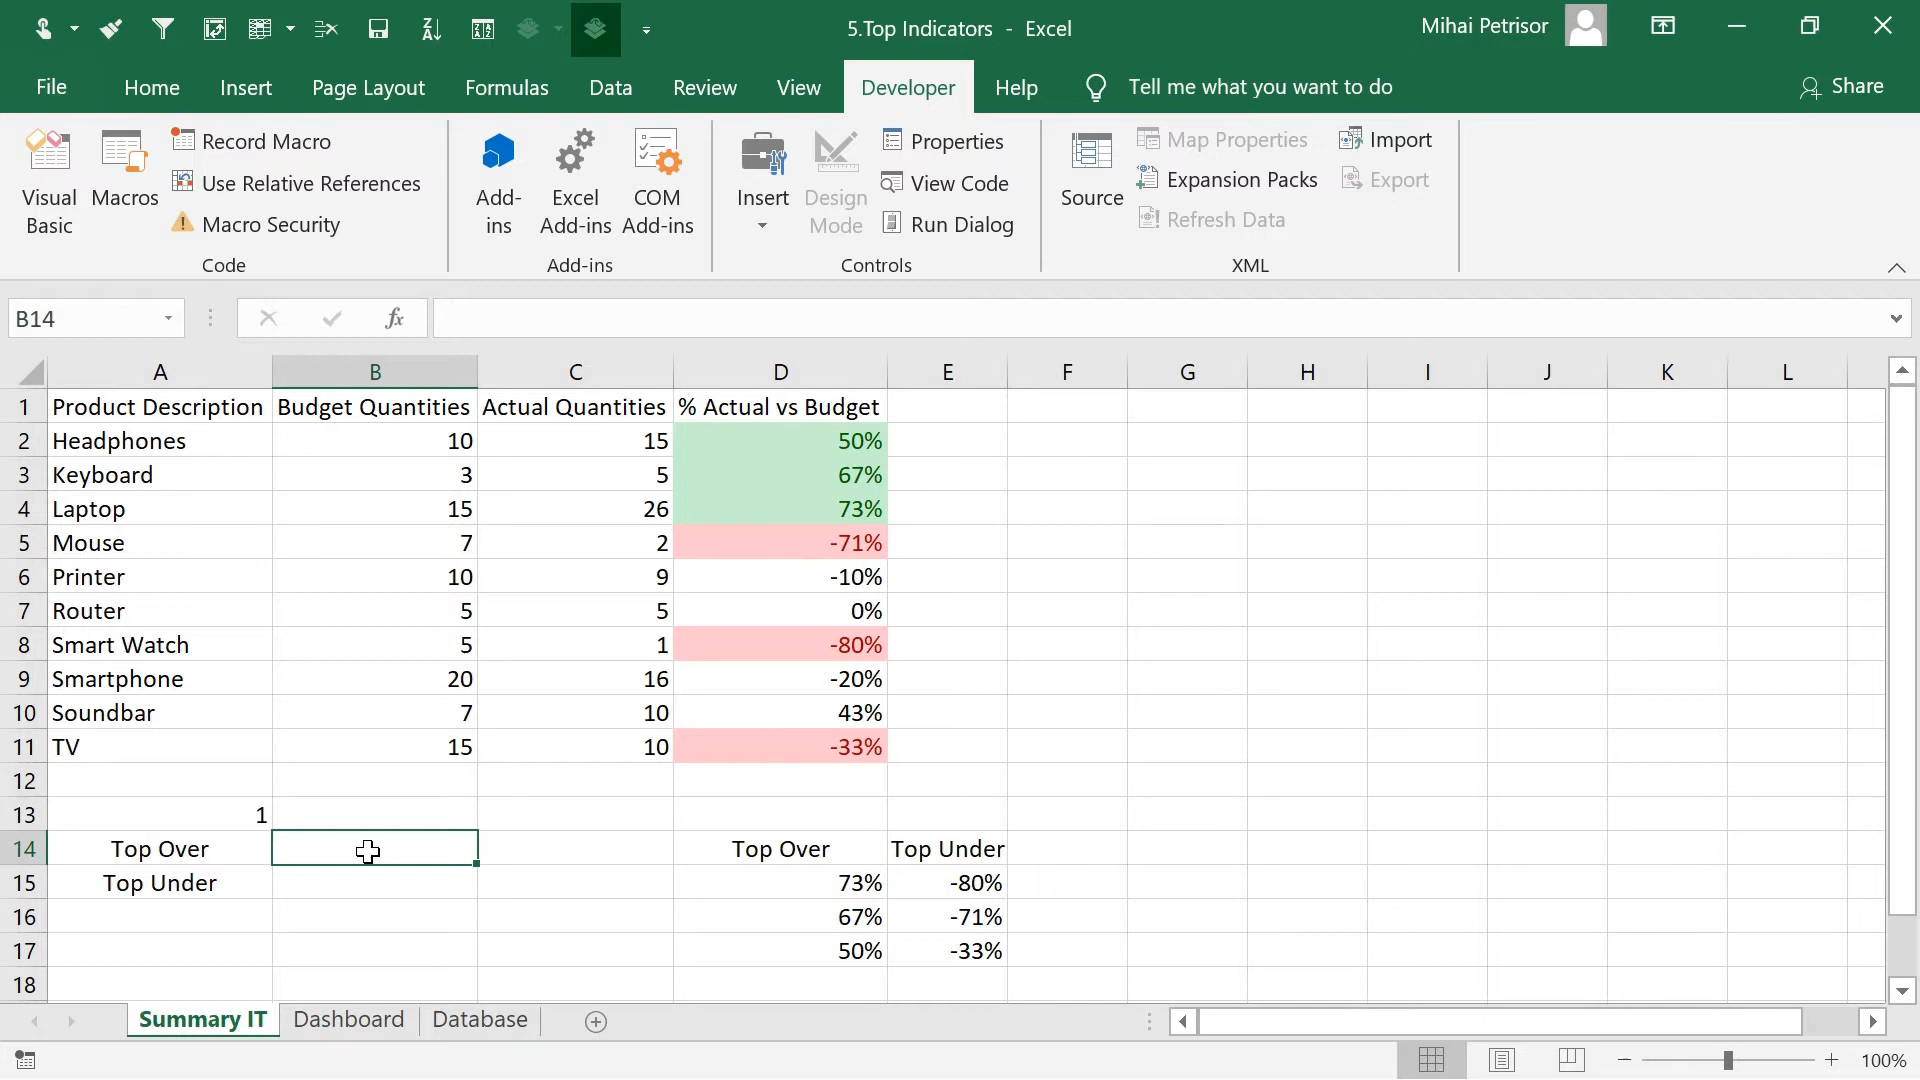 5.Top Indicators - Excel
Mihai Petrisor
File Home Insert Page Layout Formulas Data Review View Developer Help Tell me what you want to do Share
Visual Basic
Macros
Record Macro
Use Relative References
Macro Security
Code
Add-ins
Excel Add-ins
COM Add-ins
Add-ins
Insert
Design Mode
Properties
View Code
Run Dialog
Controls
Source
Map Properties
Expansion Packs
Refresh Data
Import
Export
XML
B14
fx
A B C D E F G H I J K L
1 Product Description Budget Quantities Actual Quantities % Actual vs Budget
2 Headphones 10 15 50%
3 Keyboard 3 5 67%
4 Laptop 15 26 73%
5 Mouse 7 2 -71%
6 Printer 10 9 -10%
7 Router 5 5 0%
8 Smart Watch 5 1 -80%
9 Smartphone 20 16 -20%
10 Soundbar 7 10 43%
11 TV 15 10 -33%
12
13 1
14 Top Over Top Over Top Under
15 Top Under 73% -80%
16 67% -71%
17 50% -33%
18
Summary IT Dashboard Database
100%